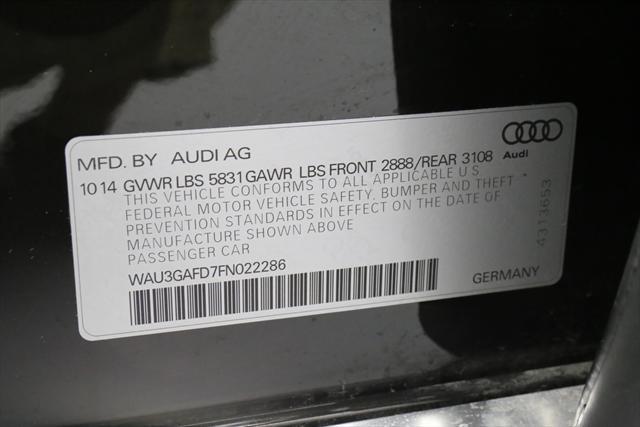 MFD. BY AUDI AG
Audi
10 14 GVWR LBS 5831 GAWR LBS FRONT 2888/REAR 3108
THIS VEHICLE CONFORMS TO ALL APPLICABLE U S
FEDERAL MOTOR VEHICLE SAFETY, BUMPER AND THEFT
PREVENTION STANDARDS IN EFFECT ON THE DATE OF
MANUFACTURE SHOWN ABOVE
PASSENGER CAR
4313653
WAU3GAFD7FN022286
GERMANY